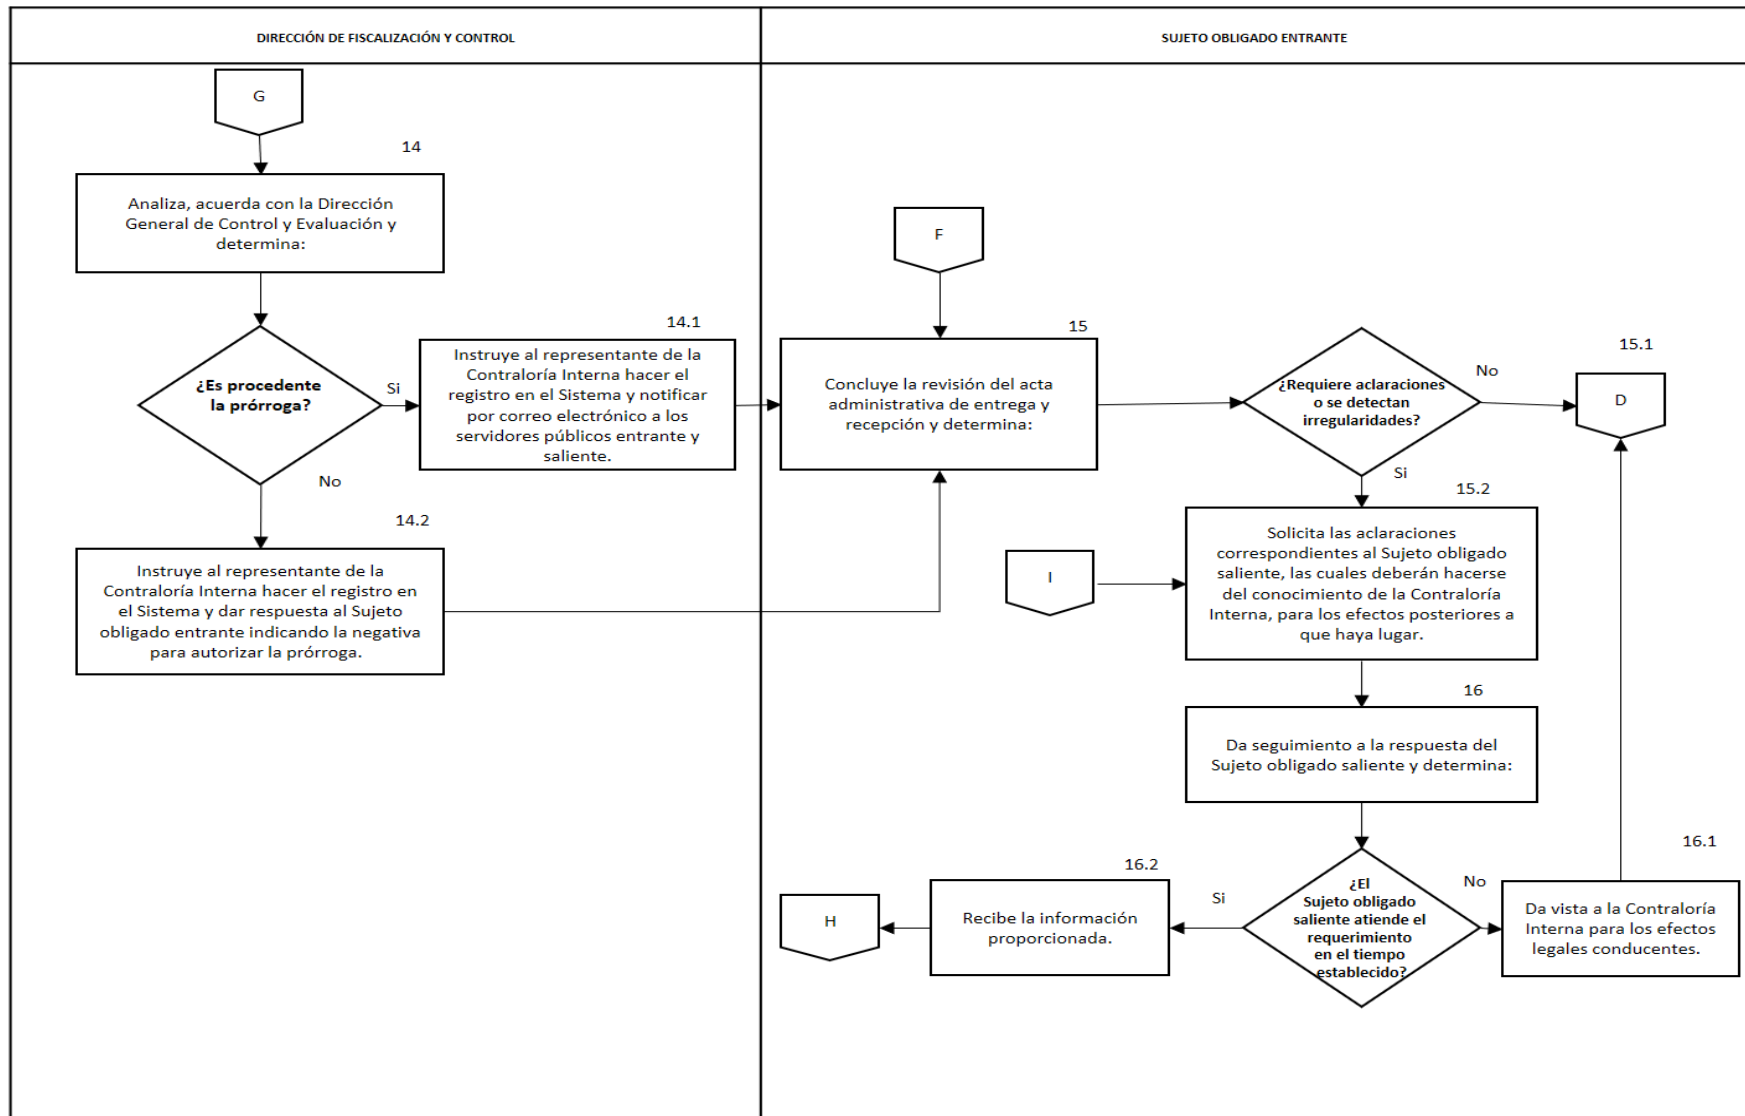 DIRECCIÓN DE FISCALIZACIÓN Y CONTROL
SUJETO OBLIGADO ENTRANTE
G
14
Analiza, acuerda con la Dirección
General de Control y Evaluación y
determina:
¿Es procedente
la prórroga?
Si
No
14.1
Instruye al representante de la
Contraloría Interna hacer el
registro en el Sistema y notificar
por correo electrónico a los
servidores públicos entrante y
saliente.
14.2
Instruye al representante de la
Contraloría Interna hacer el registro en
el Sistema y dar respuesta al Sujeto
obligado entrante indicando la negativa
para autorizar la prórroga.
F
15
Concluye la revisión del acta
administrativa de entrega y
recepción y determina:
¿Requiere aclaraciones
o se detectan
irregularidades?
No
15.1
D
Si
15.2
I
Solicita las aclaraciones
correspondientes al Sujeto obligado
saliente, las cuales deberán hacerse
del conocimiento de la Contraloría
Interna, para los efectos posteriores a
que haya lugar.
16
Da seguimiento a la respuesta del
Sujeto obligado saliente y determina:
¿El
Sujeto obligado
saliente atiende el
requerimiento
en el tiempo
establecido?
No
16.1
Da vista a la Contraloría
Interna para los efectos
legales conducentes.
Si
16.2
Recibe la información
proporcionada.
H